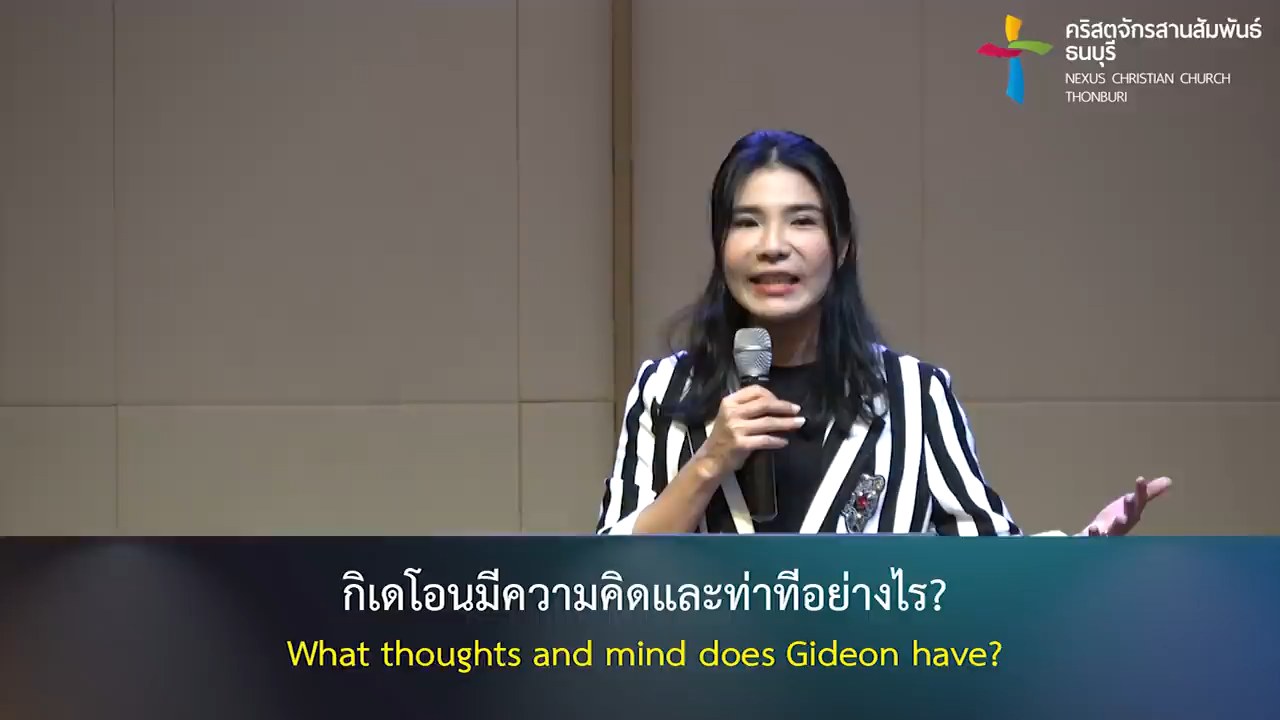 คริสตจักรสานสัมพันธ์
ธนบุรี
NEXUS CHRISTIAN CHURCH
THONBURI
กิเดโอนมีความคิดและท่าทีอย่างไร?
What thoughts and mind does Gideon have?